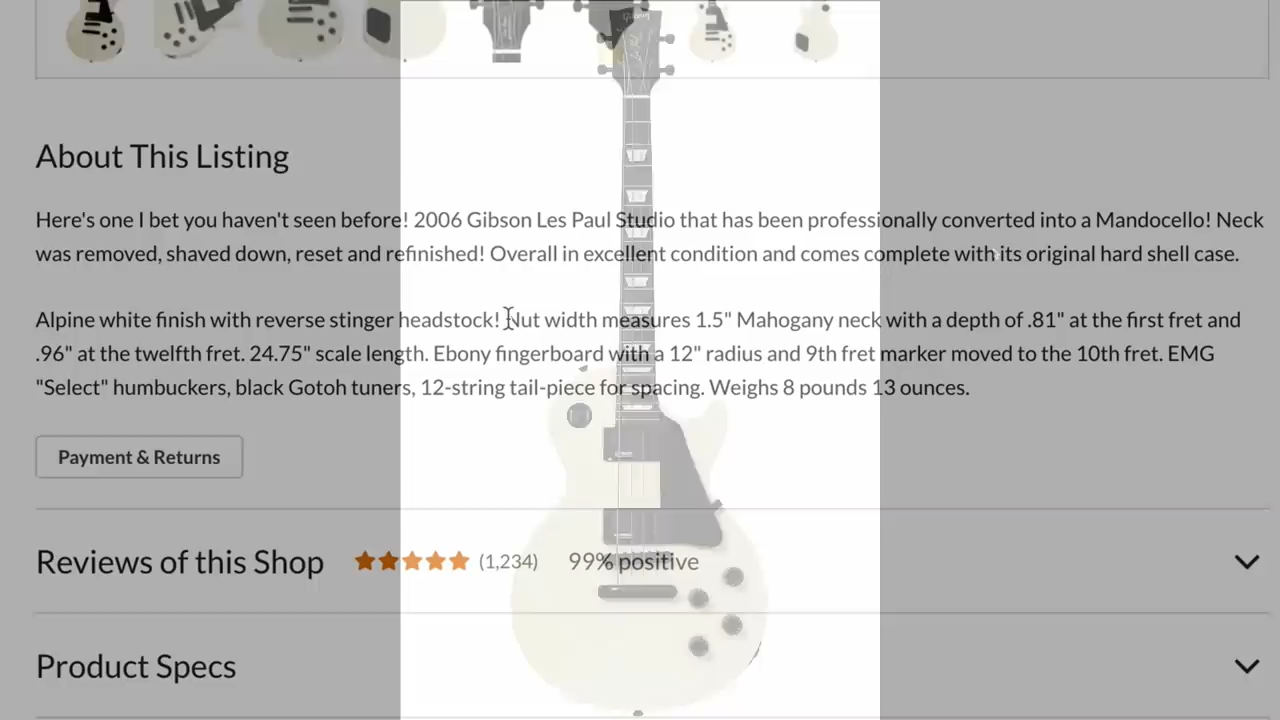 Gibson
About This Listing
Here's one I bet you haven't seen before! 2006 Gibson Les Paul Studio that has been professionally converted into a Mandocello! Neck
was removed, shaved down, reset and refinished! Overall in excellent condition and comes complete with its original hard shell case.
Alpine white finish with reverse stinger headstock! Nut width measures 1.5" Mahogany neck with a depth of .81" at the first fret and
.96" at the twelfth fret. 24.75" scale length. Ebony fingerboard with a 12" radius and 9th fret marker moved to the 10th fret. EMG
"Select" humbuckers, black Gotoh tuners, 12-string tail-piece for spacing. Weighs 8 pounds 13 ounces.
Payment & Returns
Reviews of this Shop (1,234) 99% positive
Product Specs